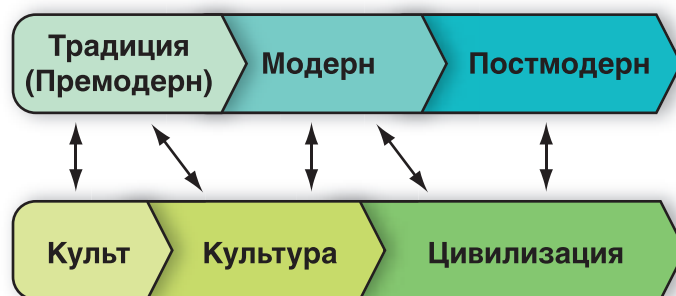 Традиция
(Премодерн)
Модерн
Постмодерн
Культ
Культура
Цивилизация